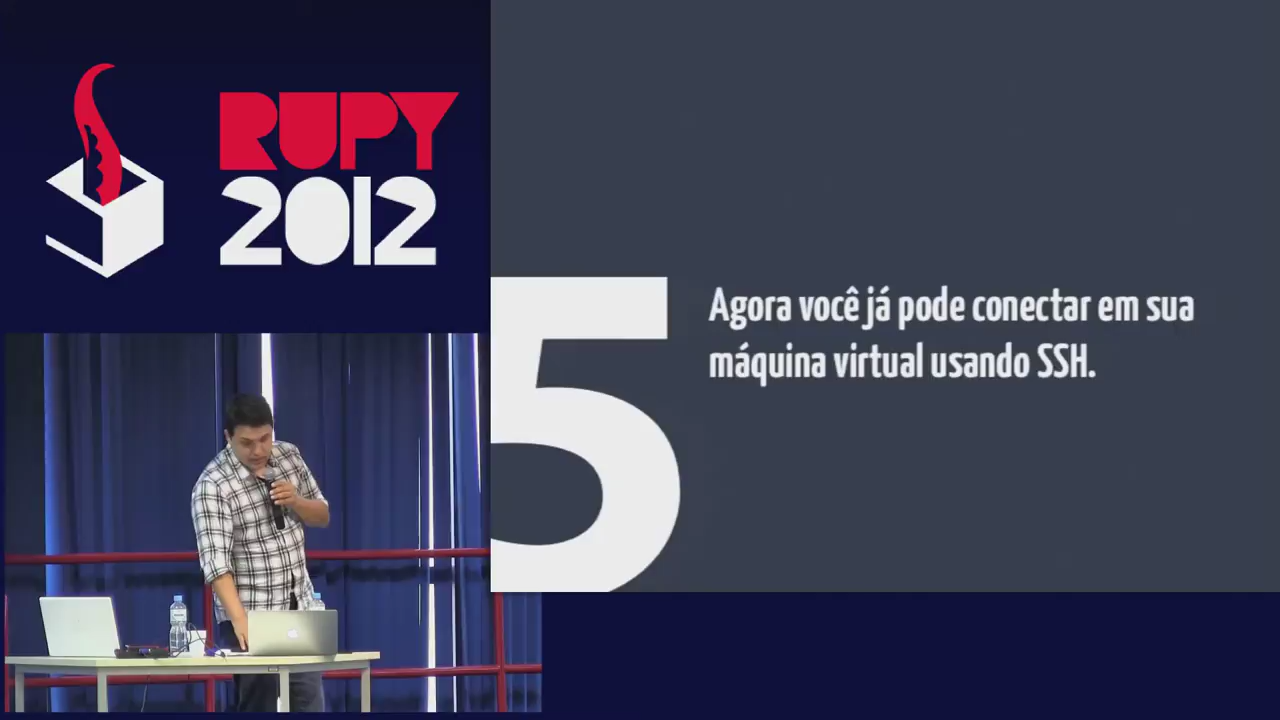 RUPY
2012
5
Agora você já pode conectar em sua
máquina virtual usando SSH.